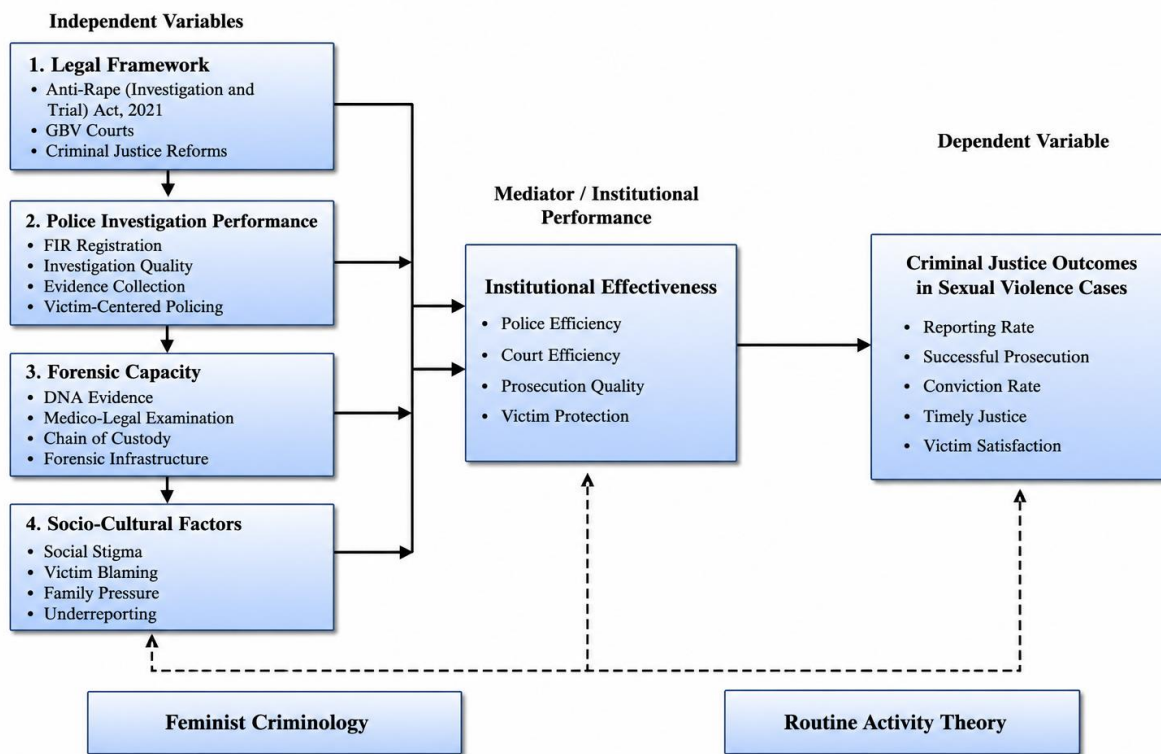 Independent Variables
1. Legal Framework
• Anti-Rape (Investigation and
Trial) Act, 2021
• GBV Courts
• Criminal Justice Reforms
2. Police Investigation Performance
• FIR Registration
• Investigation Quality
• Evidence Collection
• Victim-Centered Policing
3. Forensic Capacity
• DNA Evidence
• Medico-Legal Examination
• Chain of Custody
• Forensic Infrastructure
4. Socio-Cultural Factors
• Social Stigma
• Victim Blaming
• Family Pressure
• Underreporting
Mediator / Institutional
Performance
Institutional Effectiveness
• Police Efficiency
• Court Efficiency
• Prosecution Quality
• Victim Protection
Dependent Variable
Criminal Justice Outcomes
in Sexual Violence Cases
• Reporting Rate
• Successful Prosecution
• Conviction Rate
• Timely Justice
• Victim Satisfaction
Feminist Criminology
Routine Activity Theory